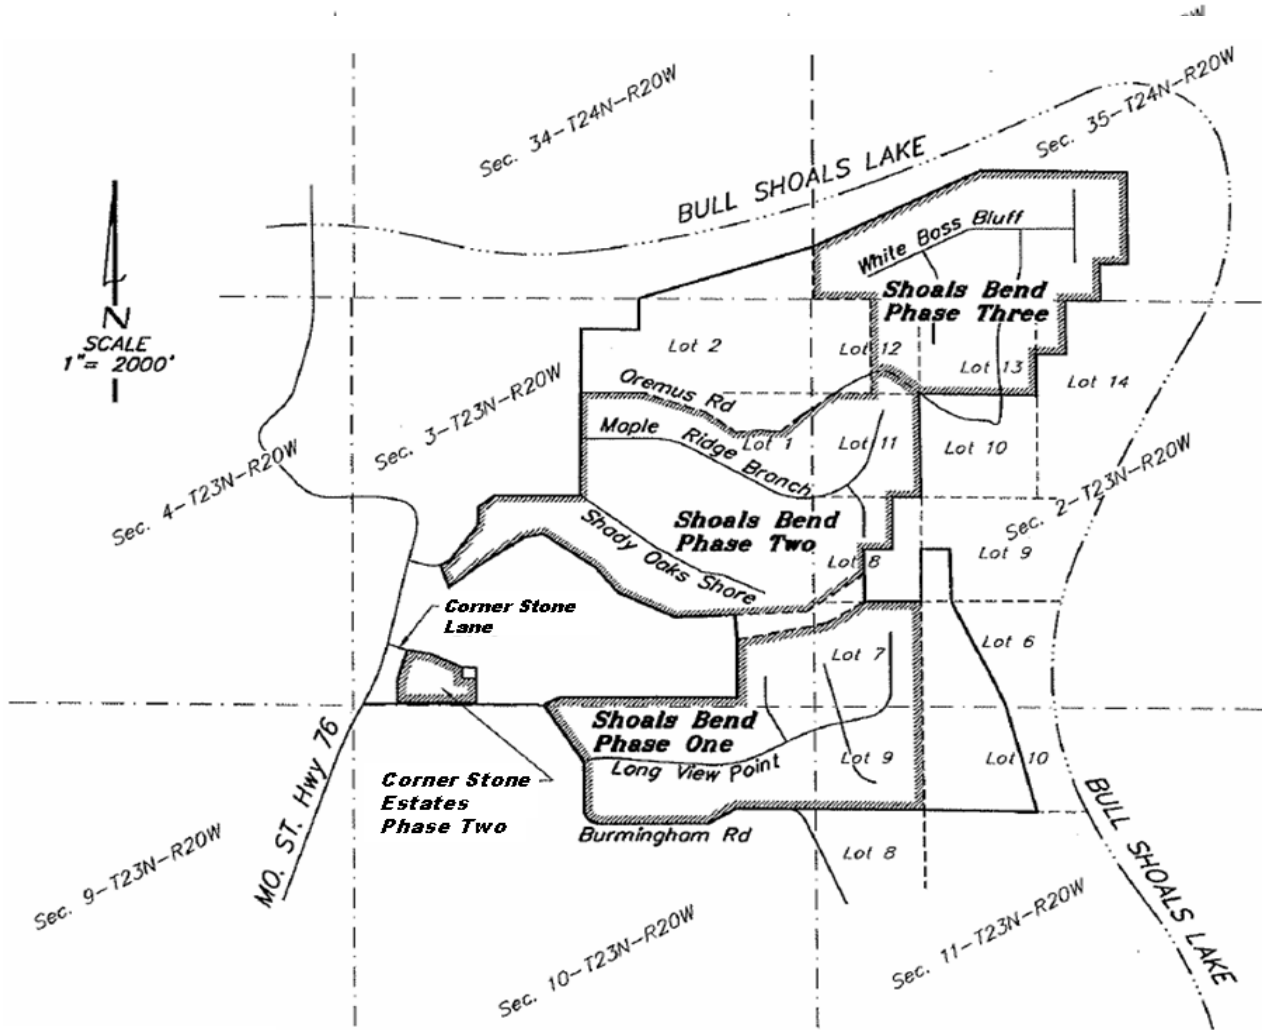 Sec. 34-T24N-R20W
Sec. 35-T24N-R20W
BULL SHOALS LAKE
White Bass Bluff
Shoals Bend
Phase Three
N
SCALE
1"= 2000'
Lot 2
Lot 12
Lot 13
Lot 14
Oremus Rd
Sec. 3-T23N-R20W
Maple Ridge Branch
Lot 1
Lot 11
Lot 10
Sec. 4-T23N-R20W
Sec. 2-T23N-R20W
Shoals Bend
Phase Two
Shady Oaks Shore
Lot 8
Lot 9
Corner Stone
Lane
Lot 7
Lot 6
Shoals Bend
Phase One
Long View Point
Lot 9
Lot 10
MO. ST. Hwy 76
Corner Stone
Estates
Phase Two
Burmingham Rd
Lot 8
BULL SHOALS LAKE
Sec. 9-T23N-R20W
Sec. 10-T23N-R20W
Sec. 11-T23N-R20W